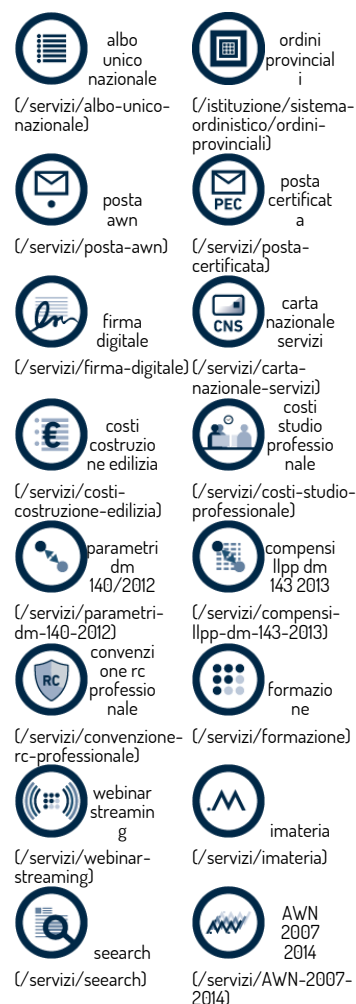 albo
unico
nazionale
(/servizi/albo-unico-
nazionale)
ordini
provincial
i
(/istituzione/sistema-
ordinistico/ordini-
provinciali)
posta
awn
(/servizi/posta-awn)
PEC
posta
certificat
a
(/servizi/posta-
certificata)
firma
digitale
(/servizi/firma-digitale)
CNS
carta
nazionale
servizi
(/servizi/carta-
nazionale-servizi)
€
costi
costruzio
ne edilizia
(/servizi/costi-
costruzione-edilizia)
costi
studio
professio
nale
(/servizi/costi-studio-
professionale)
parametri
dm
140/2012
(/servizi/parametri-
dm-140-2012)
compensi
llpp dm
143 2013
(/servizi/compensi-
llpp-dm-143-2013)
RC
convenzi
one rc
professio
nale
(/servizi/convenzione-
rc-professionale)
formazio
ne
(/servizi/formazione)
webinar
streamin
g
(/servizi/webinar-
streaming)
.M
imateria
(/servizi/imateria)
seearch
(/servizi/seearch)
AWN
2007
2014
(/servizi/AWN-2007-
2014)